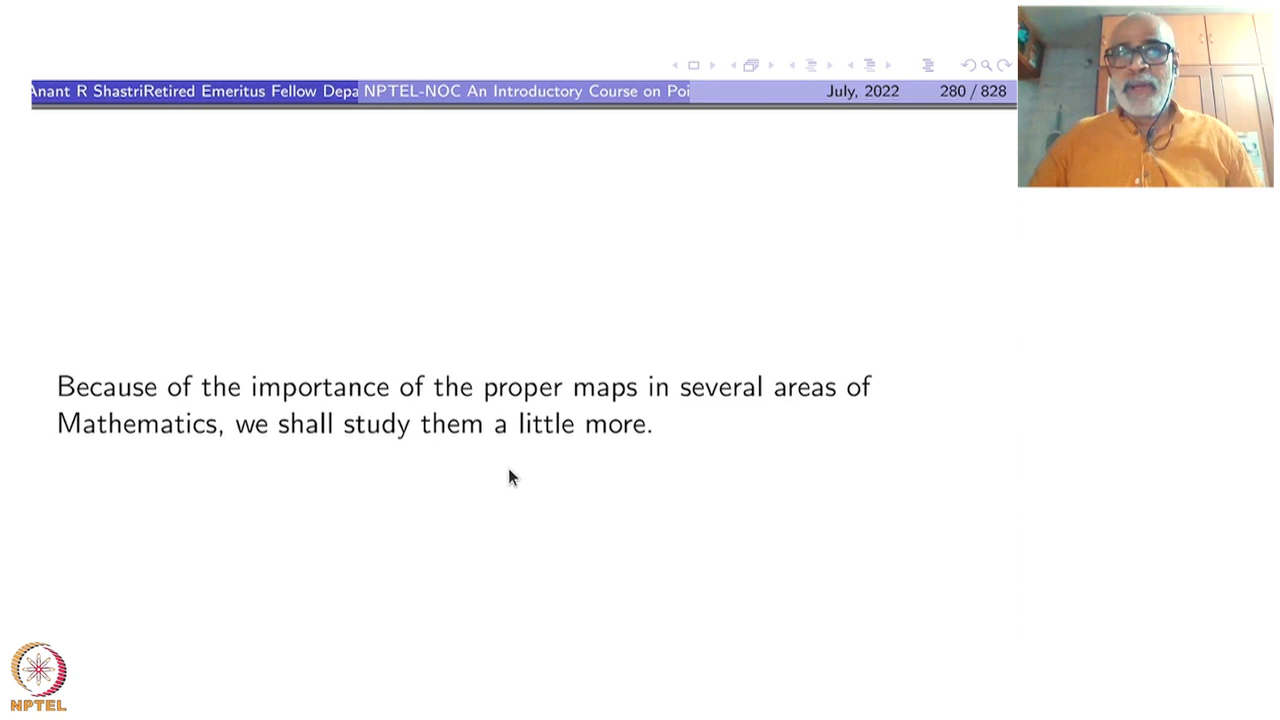 Anant R ShastriRetired Emeritus Fellow Depa NPTEL-NOC An Introductory Course on Poi July, 2022 280 / 828
Because of the importance of the proper maps in several areas of
Mathematics, we shall study them a little more.
NPTEL